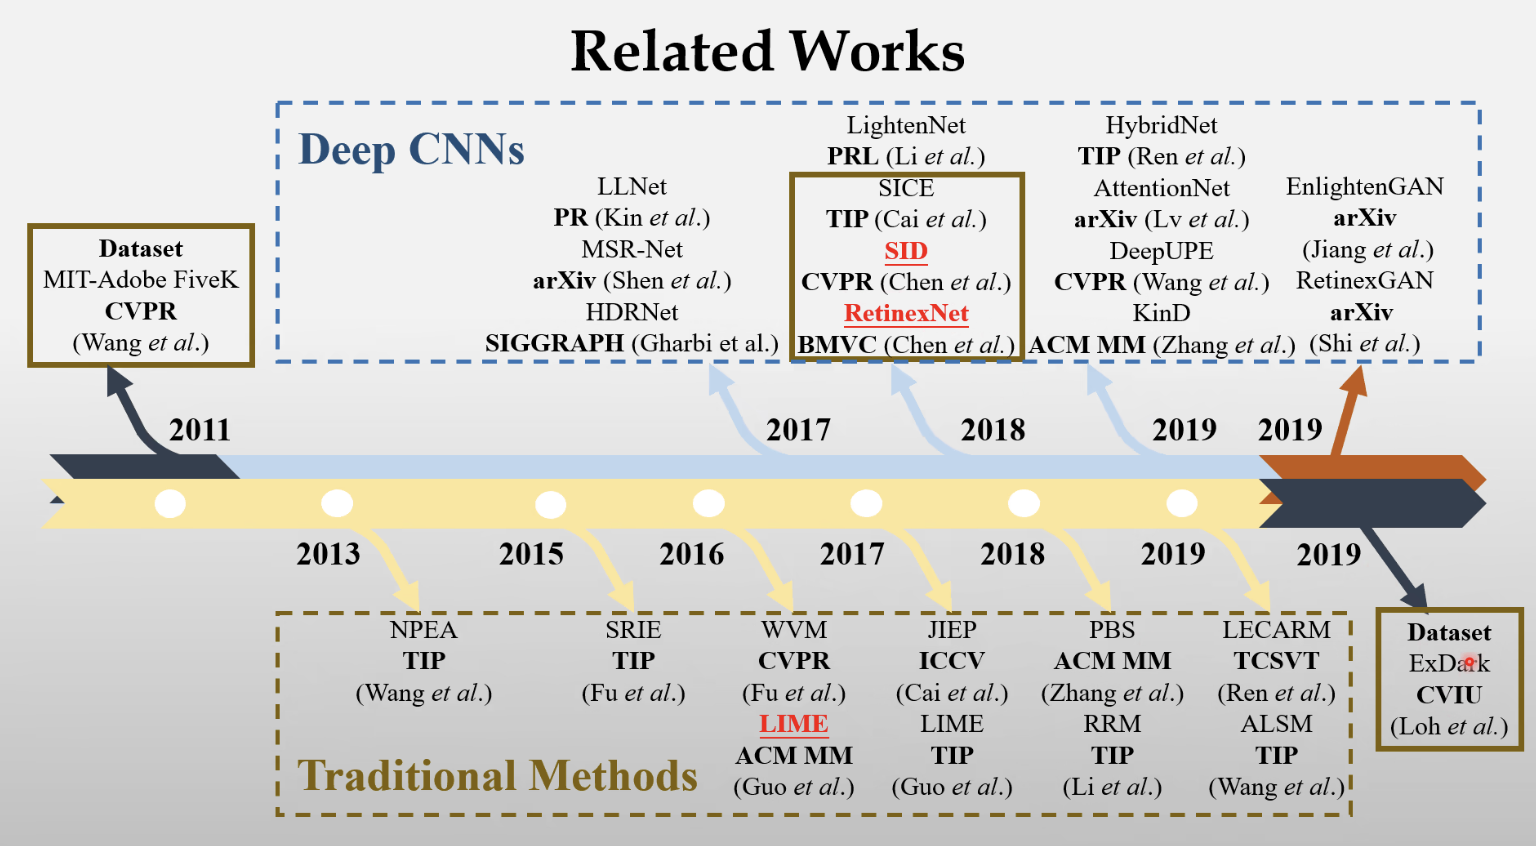 Related Works
Deep CNNs
LLNet
PR (Kin et al.)
MSR-Net
arXiv (Shen et al.)
HDRNet
SIGGRAPH (Gharbi et al.)
LightenNet
PRL (Li et al.)
SICE
TIP (Cai et al.)
SID
CVPR (Chen et al.)
RetinexNet
BMVC (Chen et al.)
HybridNet
TIP (Ren et al.)
AttentionNet
arXiv (Lv et al.)
DeepUPE
CVPR (Wang et al.)
KinD
ACM MM (Zhang et al.)
EnlightenGAN
arXiv
(Jiang et al.)
RetinexGAN
arXiv
(Shi et al.)
Dataset
MIT-Adobe FiveK
CVPR
(Wang et al.)
2011
2017
2018
2019
2019
2013
2015
2016
2017
2018
2019
2019
NPEA
TIP
(Wang et al.)
SRIE
TIP
(Fu et al.)
WVM
CVPR
(Fu et al.)
LIME
ACM MM
(Guo et al.)
JIEP
ICCV
(Cai et al.)
LIME
TIP
(Guo et al.)
PBS
ACM MM
(Zhang et al.)
RRM
TIP
(Li et al.)
LECARM
TCSVT
(Ren et al.)
ALSM
TIP
(Wang et al.)
Traditional Methods
Dataset
ExDark
CVIU
(Loh et al.)